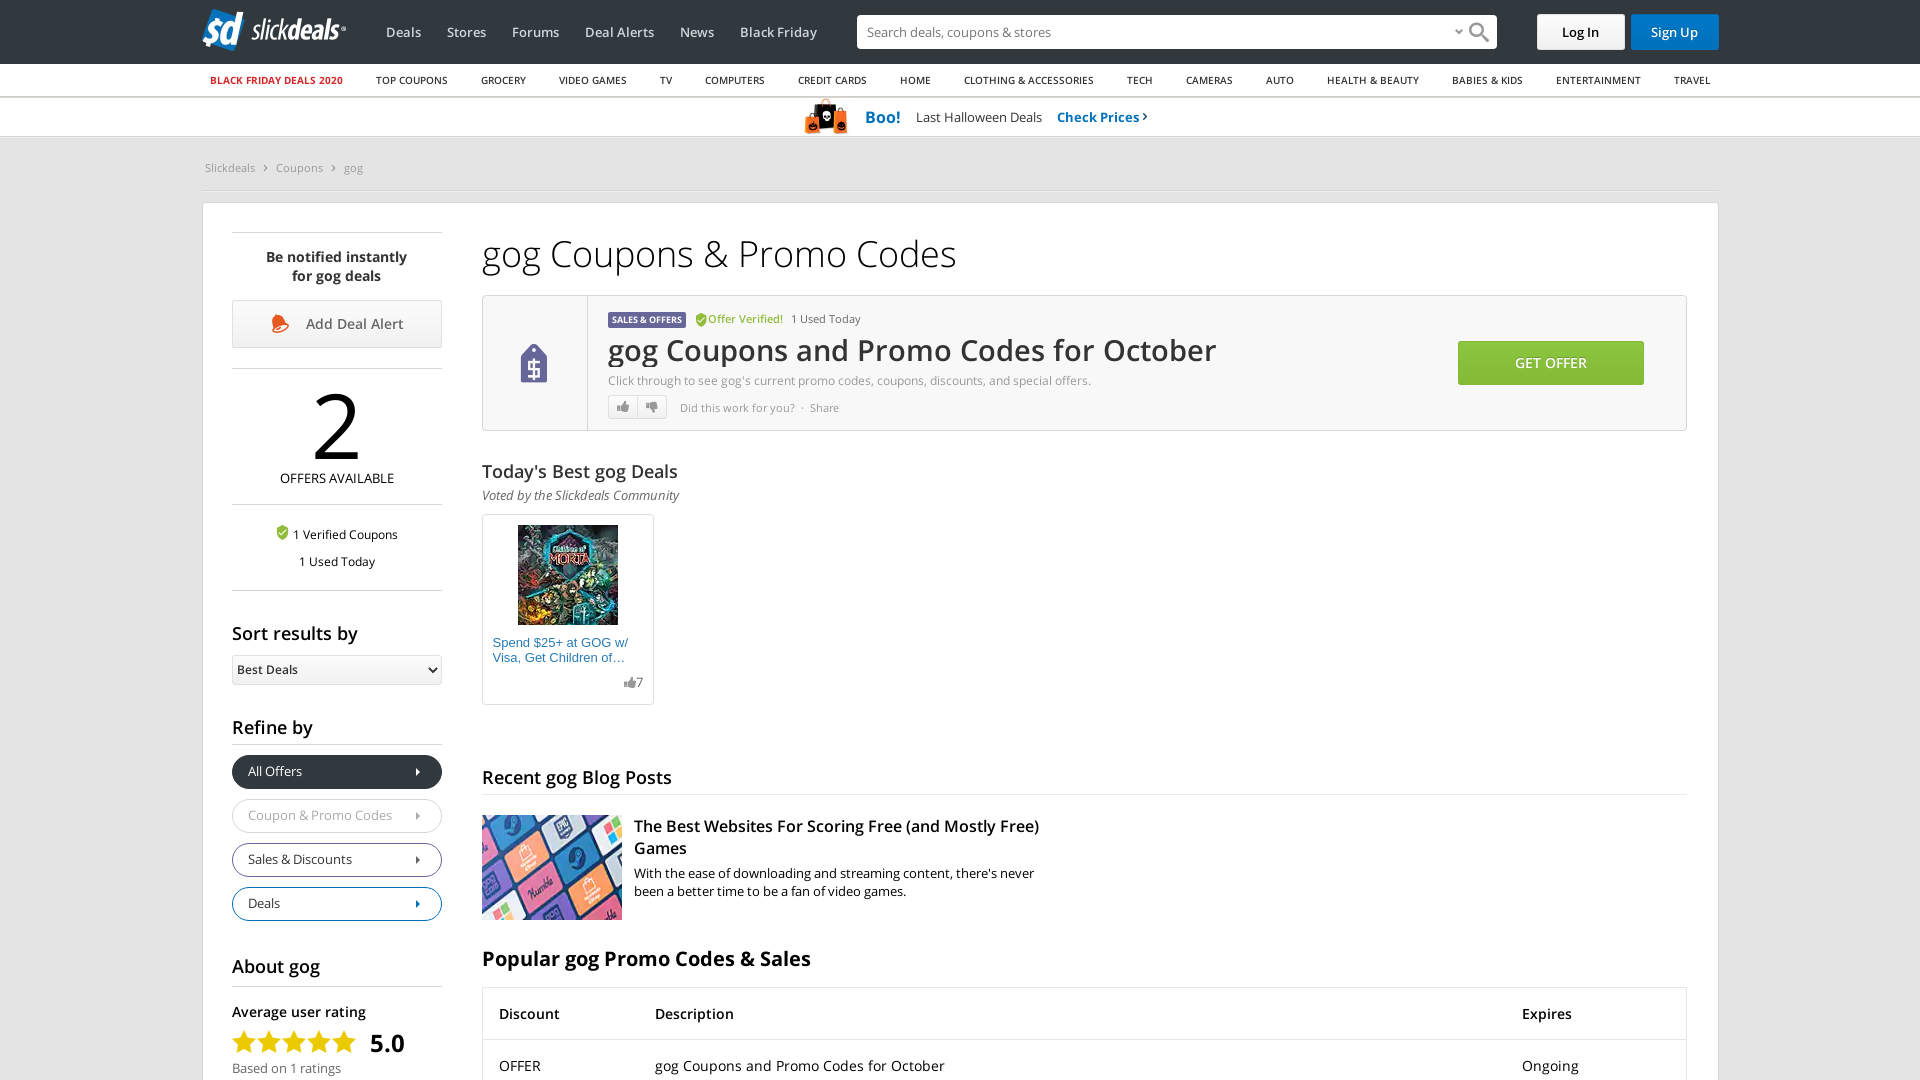 slickdeals
Deals
Stores
Forums
Deal Alerts
News
Black Friday
Search deals, coupons & stores
Log In
Sign Up
BLACK FRIDAY DEALS 2020
TOP COUPONS
GROCERY
VIDEO GAMES
TV
COMPUTERS
CREDIT CARDS
HOME
CLOTHING & ACCESSORIES
TECH
CAMERAS
AUTO
HEALTH & BEAUTY
BABIES & KIDS
ENTERTAINMENT
TRAVEL
Boo! Last Halloween Deals Check Prices
Slickdeals
Coupons
gog
Be notified instantly
for gog deals
Add Deal Alert
2
OFFERS AVAILABLE
1 Verified Coupons
1 Used Today
Sort results by
Best Deals
Refine by
All Offers
Coupon & Promo Codes
Sales & Discounts
Deals
About gog
Average user rating
5.0
Based on 1 ratings
gog Coupons & Promo Codes
SALES & OFFERS Offer Verified! 1 Used Today
gog Coupons and Promo Codes for October
Click through to see gog's current promo codes, coupons, discounts, and special offers.
Did this work for you? · Share
GET OFFER
Today's Best gog Deals
Voted by the Slickdeals Community
Children of
MORTA
Spend $25+ at GOG w/
Visa, Get Children of…
7
Recent gog Blog Posts
The Best Websites For Scoring Free (and Mostly Free)
Games
With the ease of downloading and streaming content, there's never
been a better time to be a fan of video games.
Popular gog Promo Codes & Sales
Discount
Description
Expires
OFFER
gog Coupons and Promo Codes for October
Ongoing